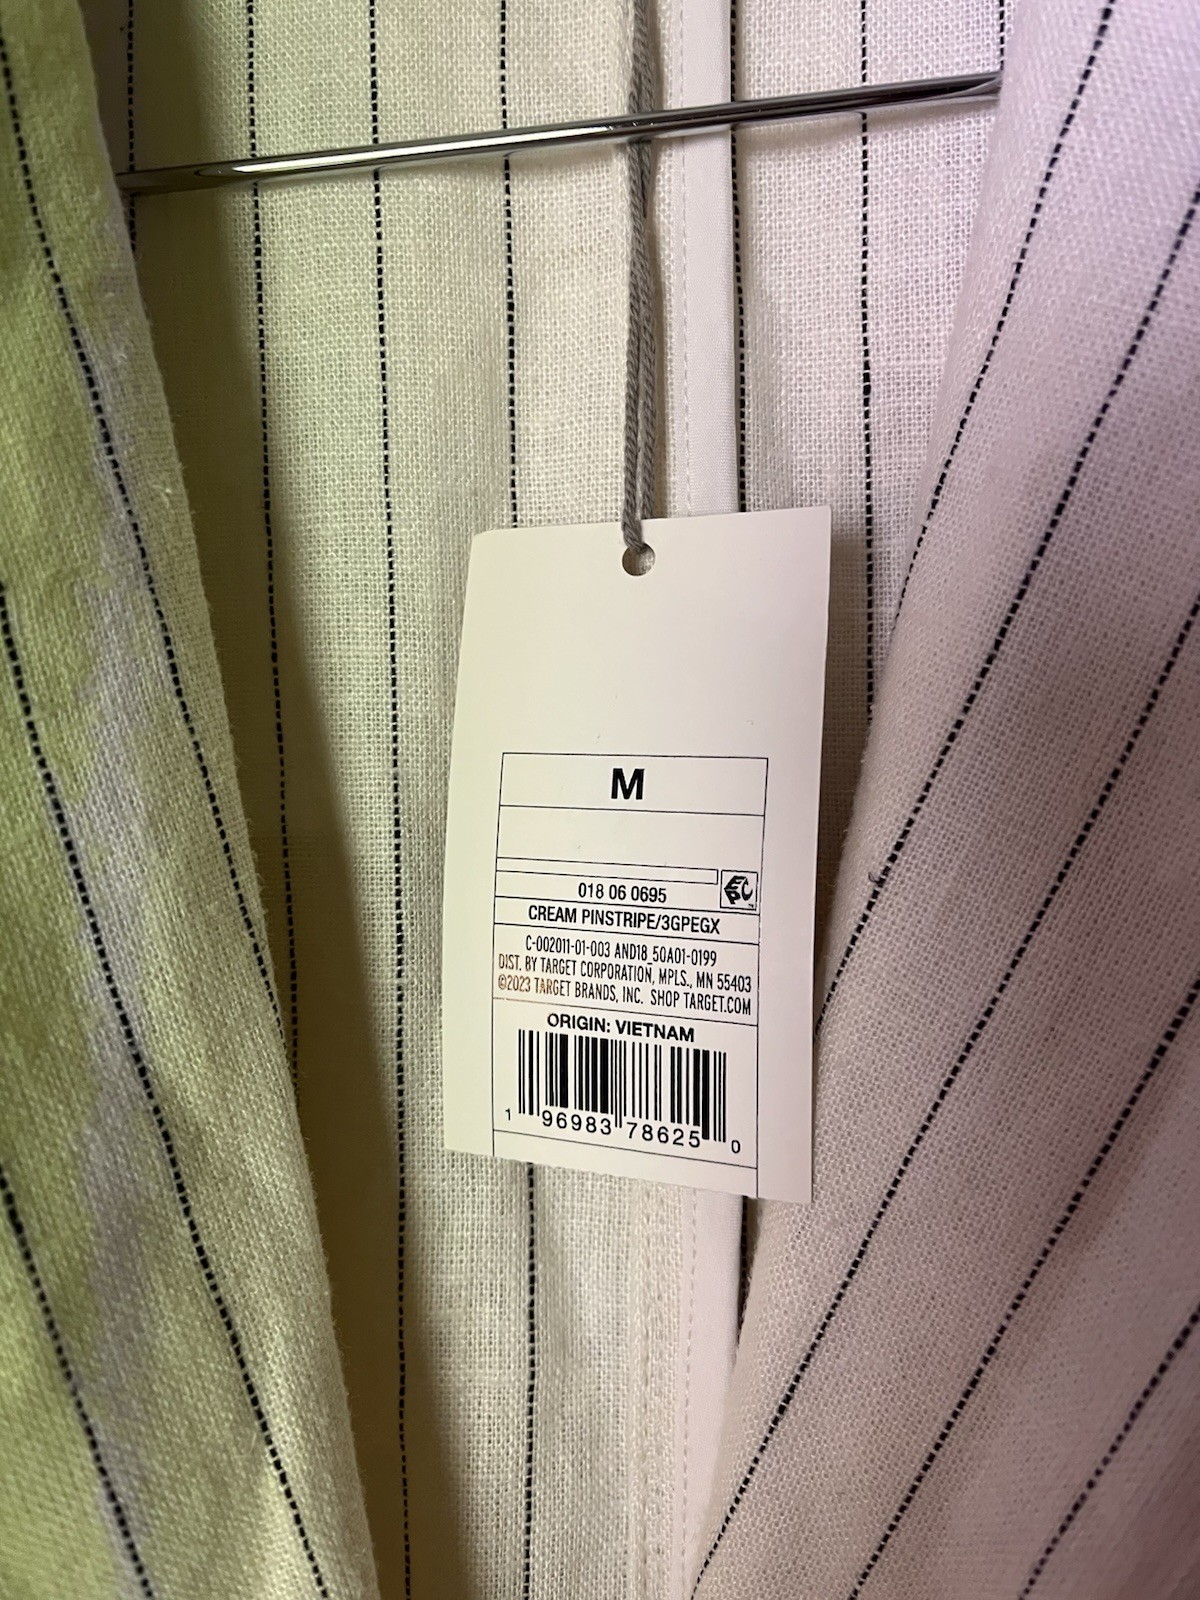 M
018 06 0695
EPC
CREAM PINSTRIPE/3GPEGX
C-002011-01-003 AND18_50A01-0199
DIST. BY TARGET CORPORATION, MPLS., MN 55403
©2023 TARGET BRANDS, INC. SHOP TARGET.COM
ORIGIN: VIETNAM
1 96983 78625 0